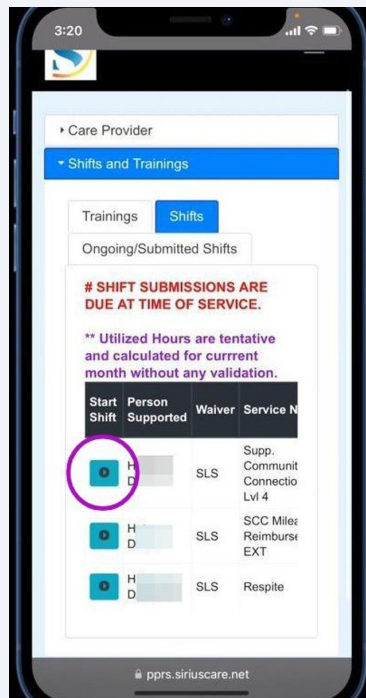 3:20
Care Provider
Shifts and Trainings
Trainings
Shifts
Ongoing/Submitted Shifts
# SHIFT SUBMISSIONS ARE
DUE AT TIME OF SERVICE.
** Utilized Hours are tentative
and calculated for currrent
month without any validation.
Start Shift
Person Supported
Waiver
Service N
H
D
SLS
Supp.
Communit
Connectio
Lvl 4
H
D
SLS
SCC Milea
Reimburse
EXT
H
D
SLS
Respite
pprs.siriuscare.net